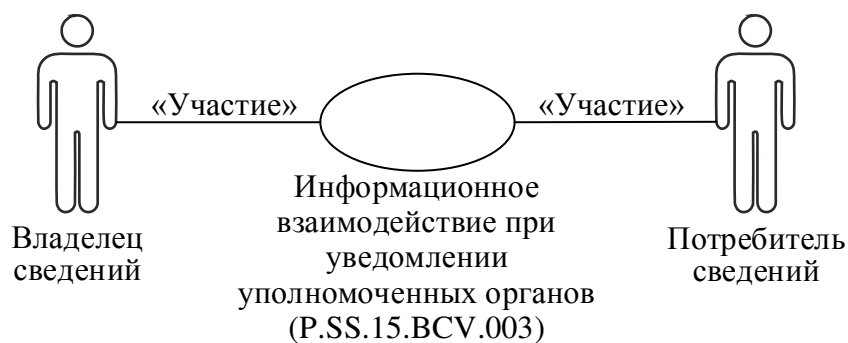 «Участие»
«Участие»
Информационное
взаимодействие при
уведомлении
уполномоченных органов
(P.SS.15.BCV.003)
Владелец
сведений
Потребитель
сведений